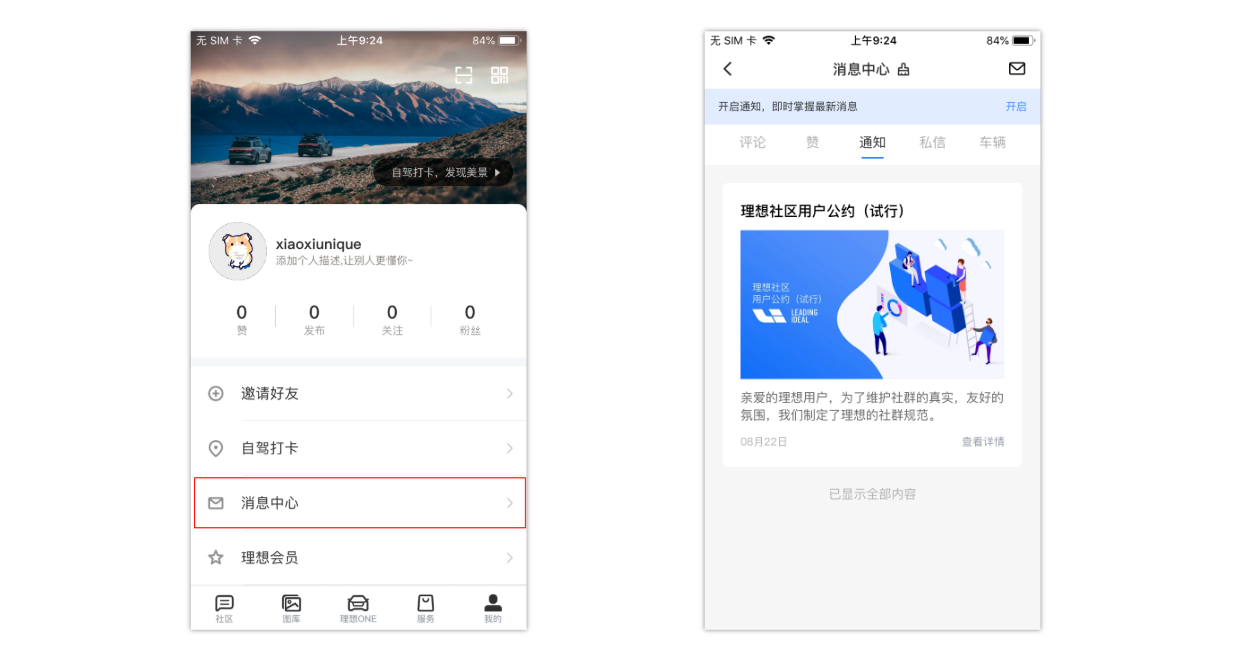 无 SIM 卡
上午9:24
84%
自驾打卡，发现美景
xiaoxiunique
添加个人描述,让别人更懂你~
0
赞
0
发布
0
关注
0
粉丝
邀请好友
自驾打卡
消息中心
理想会员
社区
图库
理想ONE
服务
我的
无 SIM 卡
上午9:24
84%
消息中心
开启通知，即时掌握最新消息
开启
评论
赞
通知
私信
车辆
理想社区用户公约（试行）
理想社区
用户公约（试行）
LEADING
IDEAL
亲爱的理想用户，为了维护社群的真实，友好的
氛围，我们制定了理想的社群规范。
08月22日
查看详情
已显示全部内容